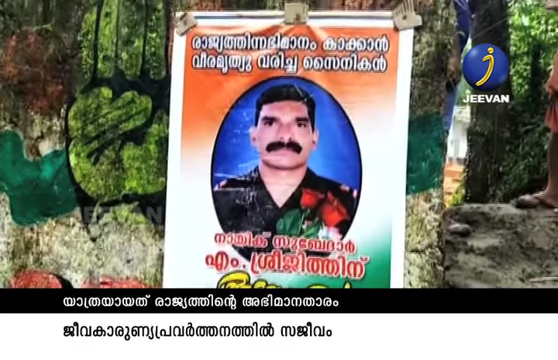 രാജ്യത്തിന്നഭിമാനം കാക്കാൻ
വീരമൃത്യു വരിച്ച സൈനികൻ
JEEVAN
നായിക് സുബേദാർ
എം. ശ്രീജിത്തിന്
യാത്രയായത് രാജ്യത്തിന്റെ അഭിമാനതാരം
ജീവകാരുണ്യപ്രവർത്തനത്തിൽ സജീവം